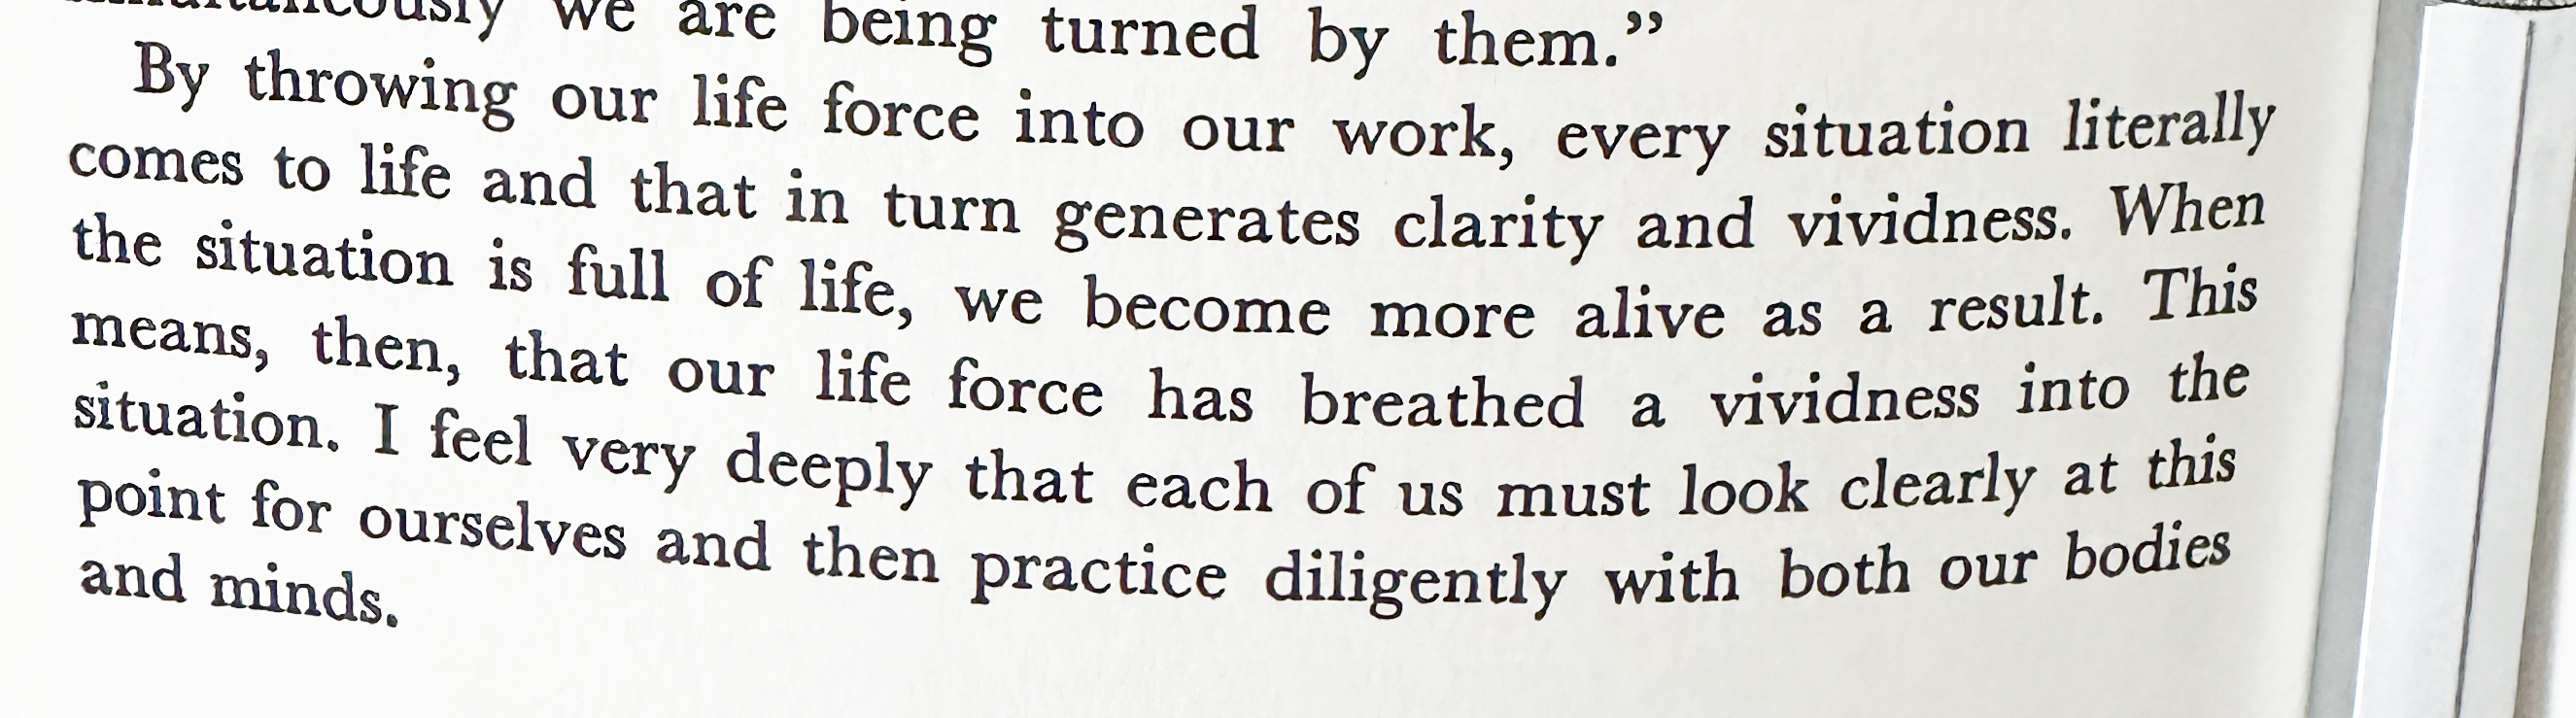 we are being turned by them.”
By throwing our life force into our work, every situation literally
comes to life and that in turn generates clarity and vividness. When
the situation is full of life, we become more alive as a result. This
means, then, that our life force has breathed a vividness into the
situation. I feel very deeply that each of us must look clearly at this
point for ourselves and then practice diligently with both our bodies
and minds.